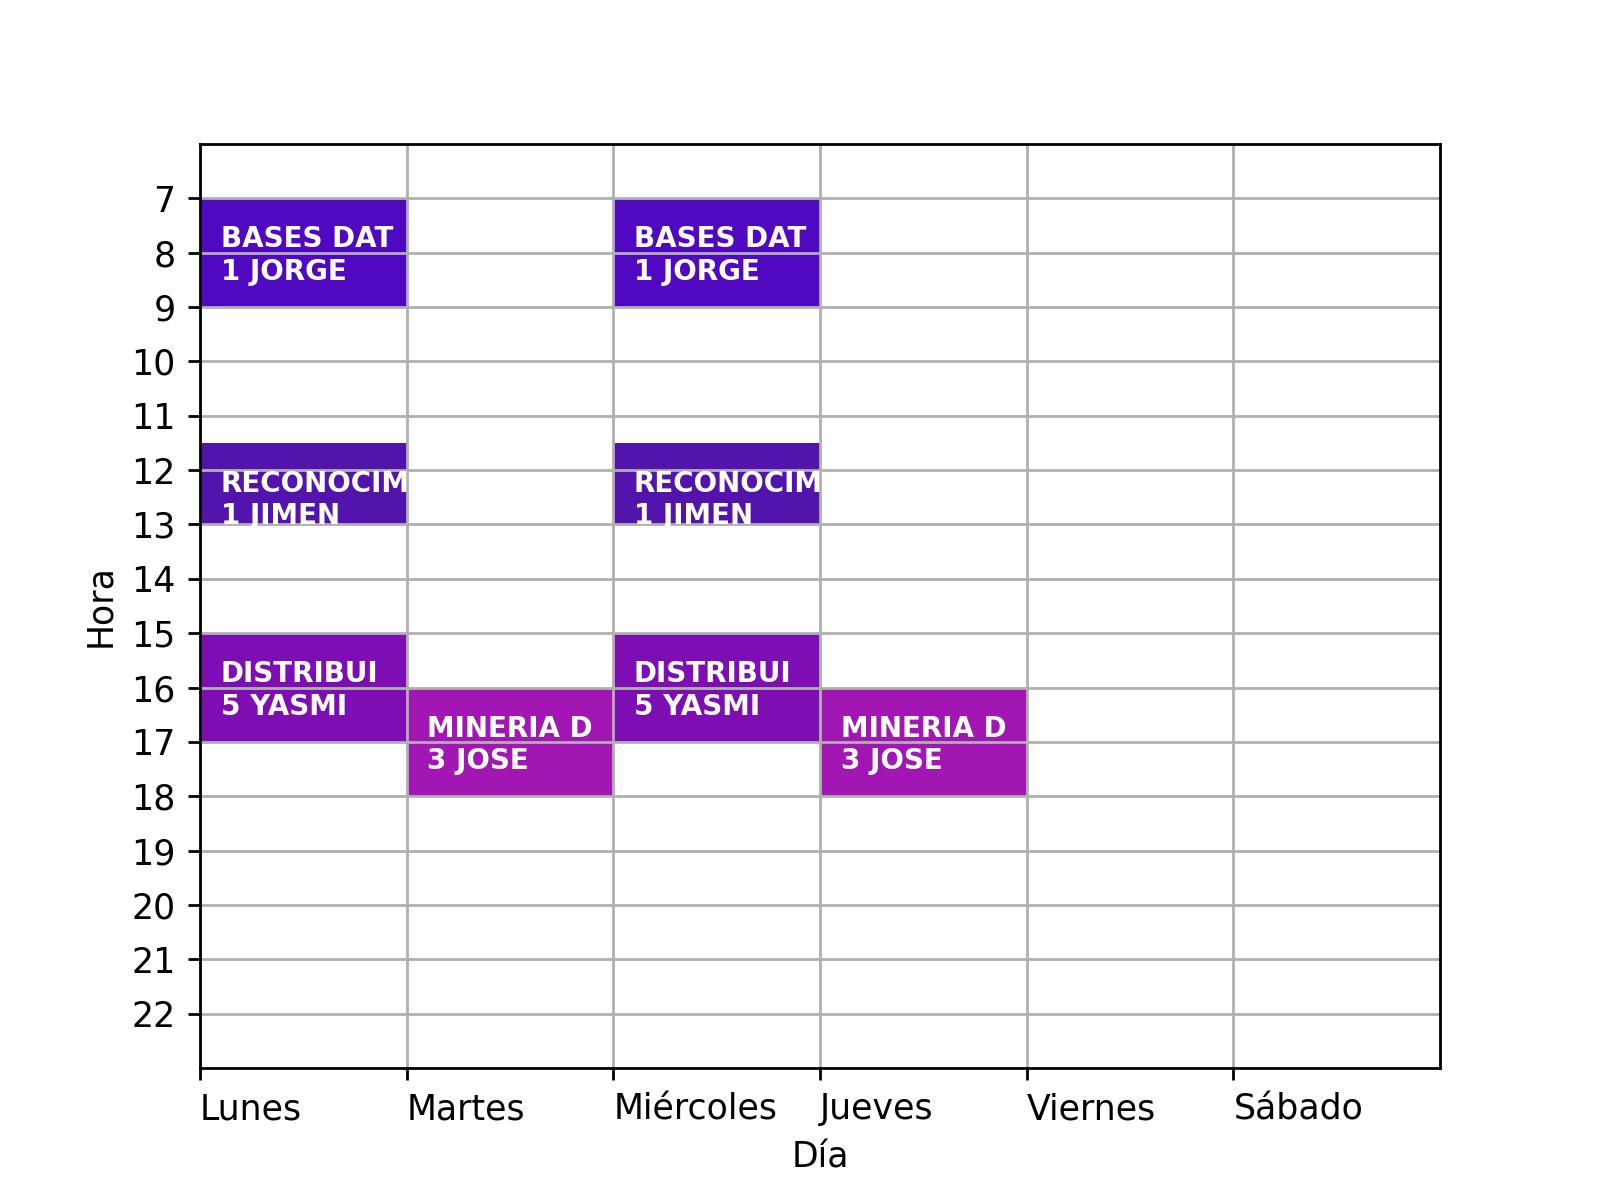 7
8
9
10
11
12
13
14
15
16
17
18
19
20
21
22
Hora
BASES DAT
1 JORGE
BASES DAT
1 JORGE
RECONOCIM
1 JIMEN
RECONOCIM
1 JIMEN
DISTRIBUI
5 YASMI
DISTRIBUI
5 YASMI
MINERIA D
3 JOSE
MINERIA D
3 JOSE
Lunes
Martes
Miércoles
Jueves
Viernes
Sábado
Día